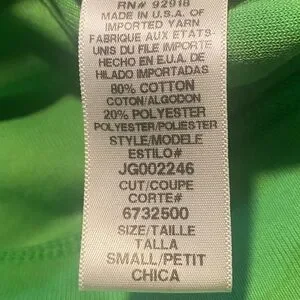 RN# 92918
MADE IN U.S.A. OF
IMPORTED YARN
FABRIQUE AUX ETATS
UNIS DU FILE IMPORTE
HECHO EN E.U.A. DE
HILADO IMPORTADAS
80% COTTON
COTON/ALGODON
20% POLYESTER
POLYESTER/POLIESTER
STYLE/MODELE
ESTILO#
JG002246
CUT/COUPE
CORTE#
6732500
SIZE/TAILLE
TALLA
SMALL/PETIT
CHICA